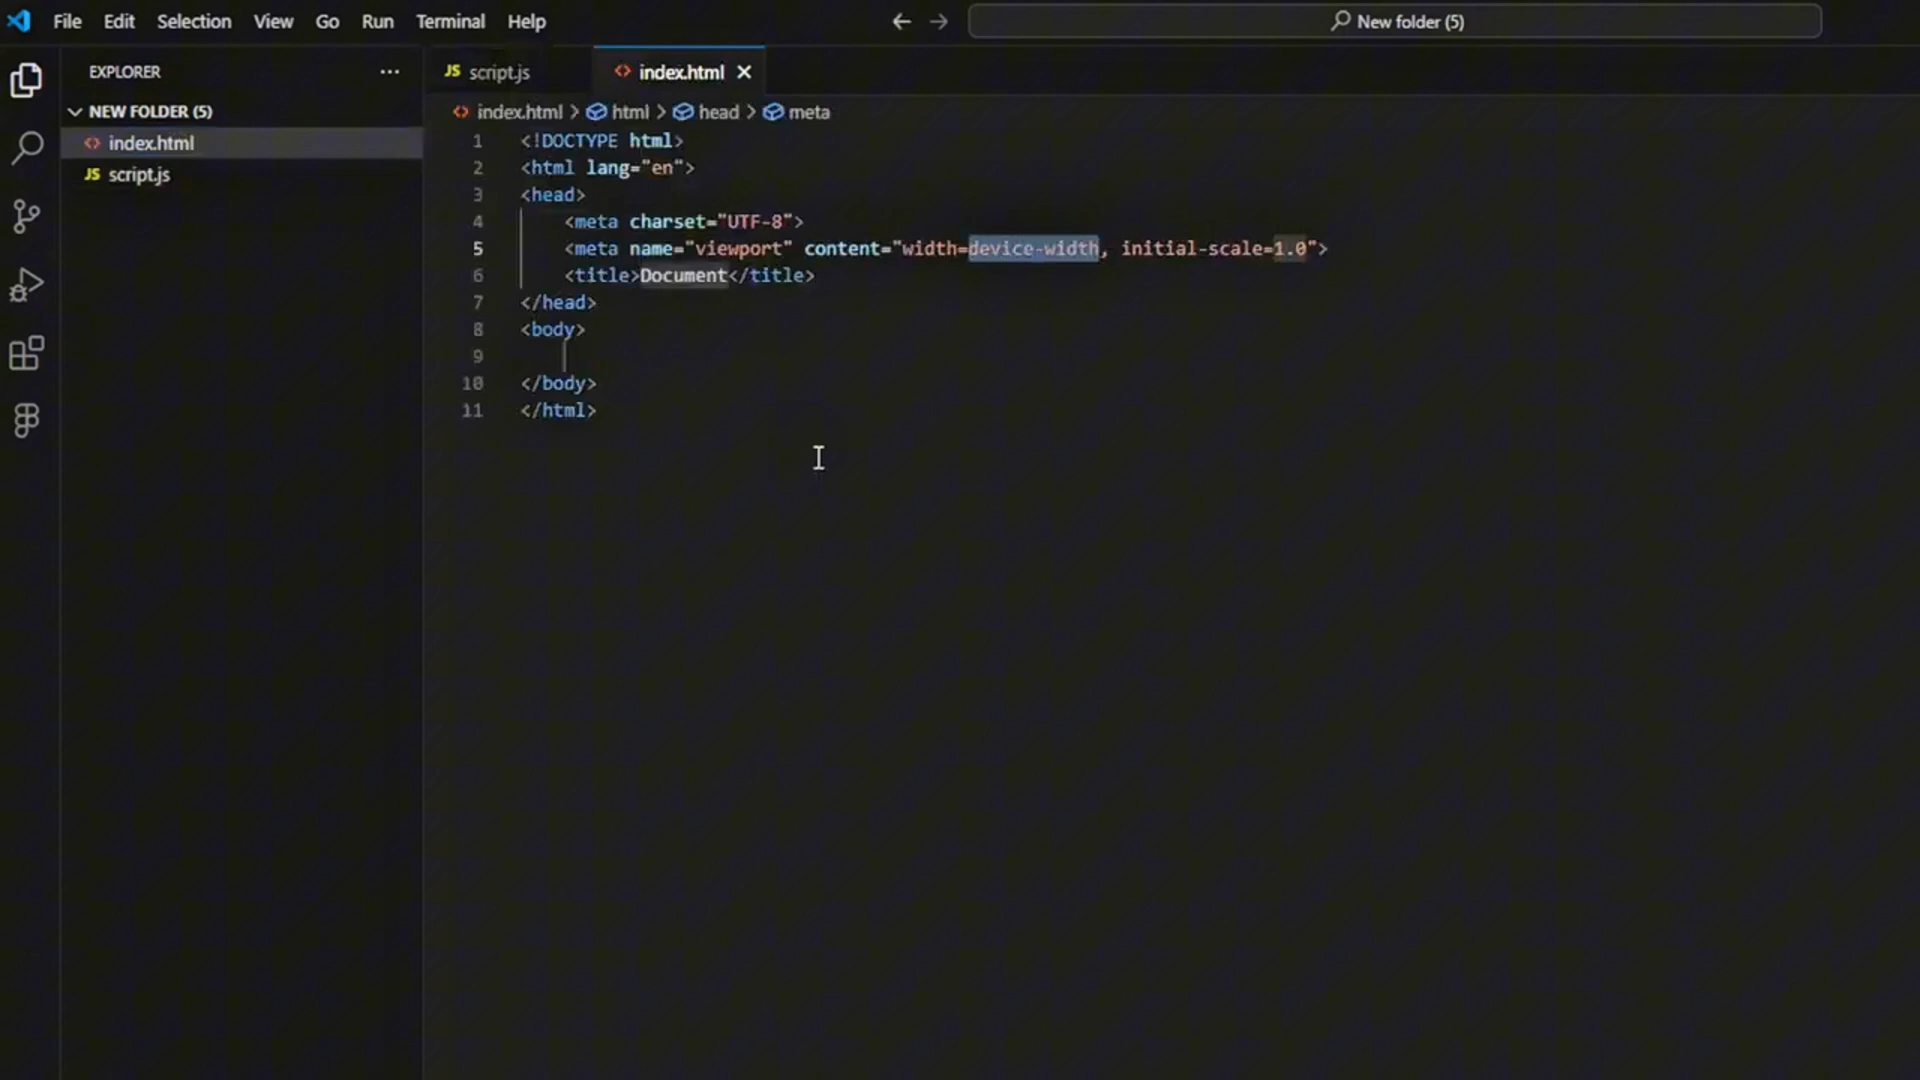 File Edit Selection View Go Run Terminal Help
New folder (5)
EXPLORER
NEW FOLDER (5)
index.html
JS script.js
JS script.js
index.html
index.html > html > head > meta
1 <!DOCTYPE html>
2 <html lang="en">
3 <head>
4 <meta charset="UTF-8">
5 <meta name="viewport" content="width=device-width, initial-scale=1.0">
6 <title>Document</title>
7 </head>
8 <body>
9
10 </body>
11 </html>